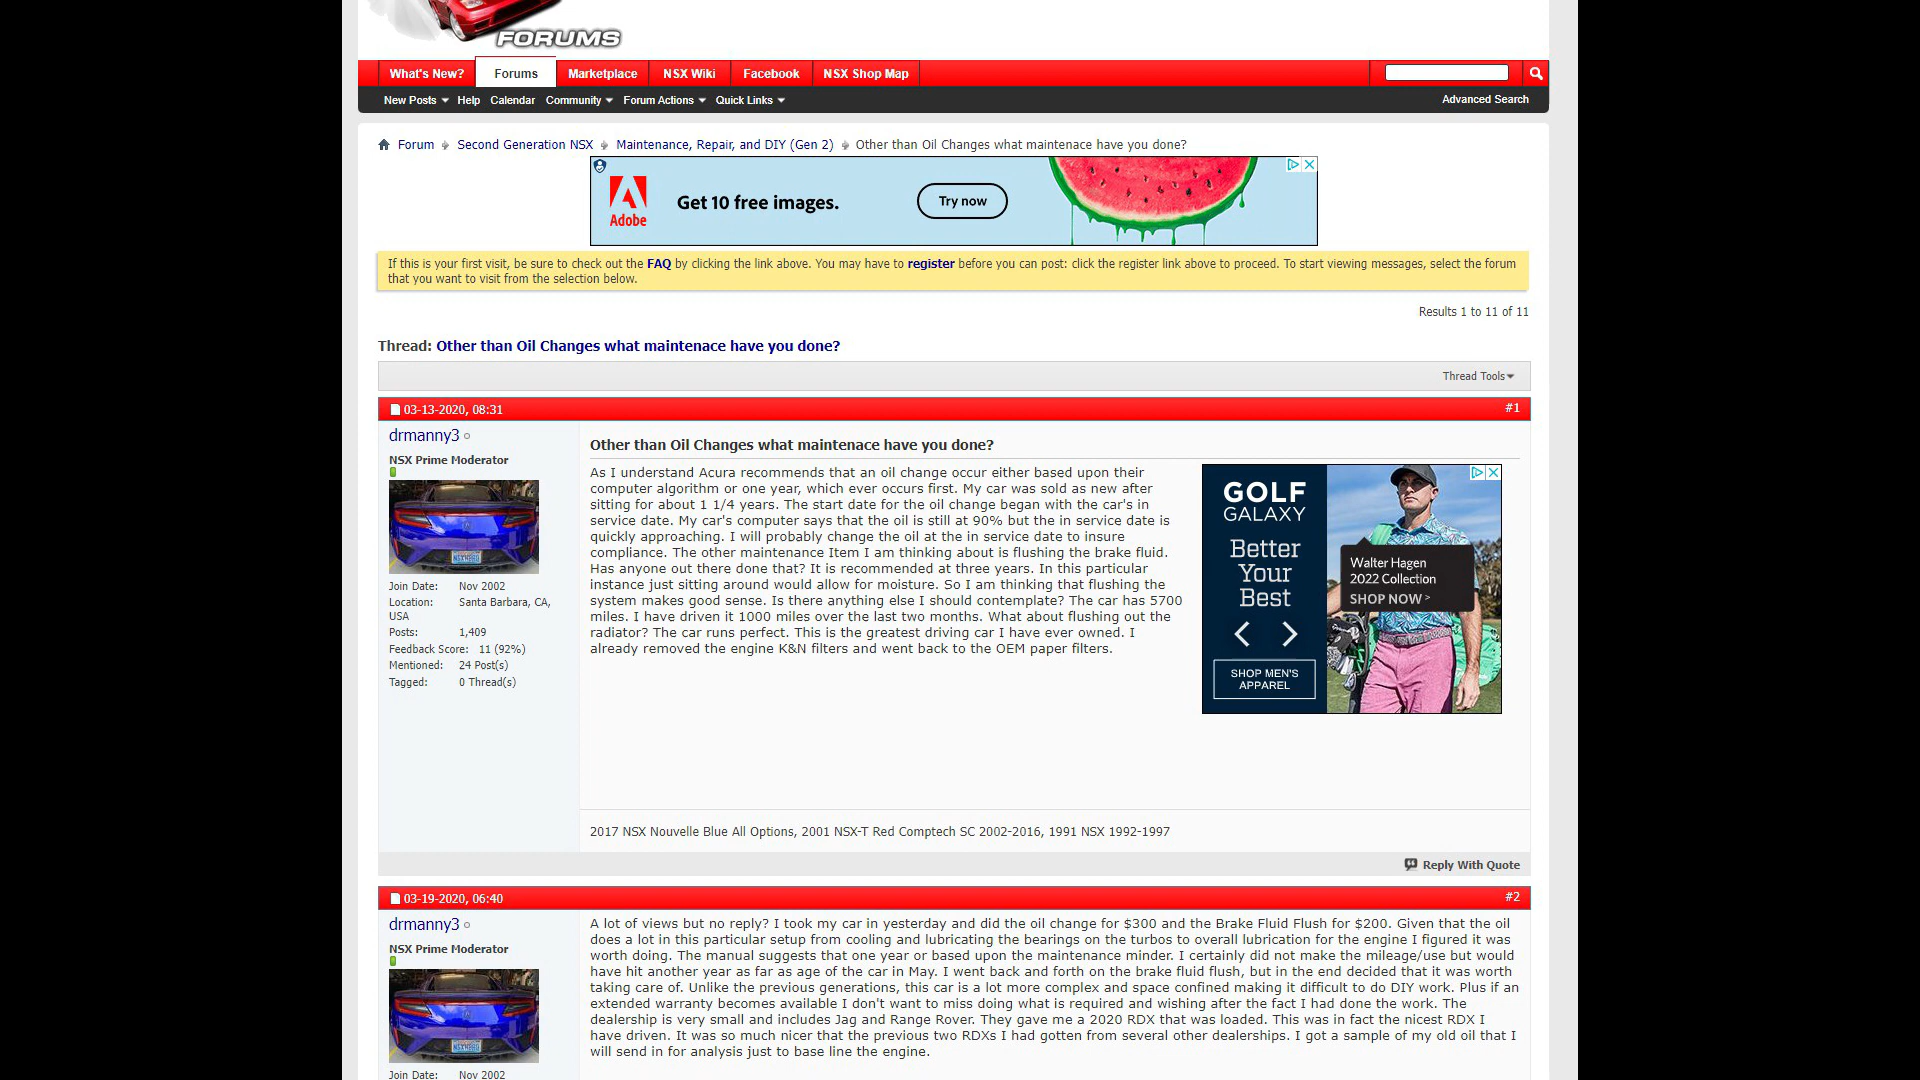 FORUMS
What's New?
Forums
Marketplace
NSX Wiki
Facebook
NSX Shop Map
New Posts
Help
Calendar
Community
Forum Actions
Quick Links
Advanced Search
Forum
Second Generation NSX
Maintenance, Repair, and DIY (Gen 2)
Other than Oil Changes what maintenace have you done?
Adobe
Get 10 free images.
Try now
If this is your first visit, be sure to check out the FAQ by clicking the link above. You may have to register before you can post: click the register link above to proceed. To start viewing messages, select the forum
that you want to visit from the selection below.
Results 1 to 11 of 11
Thread: Other than Oil Changes what maintenace have you done?
Thread Tools
03-13-2020, 08:31
#1
drmanny3
NSX Prime Moderator
Join Date: Nov 2002
Location: Santa Barbara, CA,
USA
Posts: 1,409
Feedback Score: 11 (92%)
Mentioned: 24 Post(s)
Tagged: 0 Thread(s)
Other than Oil Changes what maintenace have you done?
As I understand Acura recommends that an oil change occur either based upon their
computer algorithm or one year, which ever occurs first. My car was sold as new after
sitting for about 1 1/4 years. The start date for the oil change began with the car's in
service date. My car's computer says that the oil is still at 90% but the in service date is
quickly approaching. I will probably change the oil at the in service date to insure
compliance. The other maintenance Item I am thinking about is flushing the brake fluid.
Has anyone out there done that? It is recommended at three years. In this particular
instance just sitting around would allow for moisture. So I am thinking that flushing the
system makes good sense. Is there anything else I should contemplate? The car has 5700
miles. I have driven it 1000 miles over the last two months. What about flushing out the
radiator? The car runs perfect. This is the greatest driving car I have ever owned. I
already removed the engine K&N filters and went back to the OEM paper filters.
GOLF
GALAXY
Better
Your
Best
SHOP MEN'S
APPAREL
Walter Hagen
2022 Collection
SHOP NOW >
2017 NSX Nouvelle Blue All Options, 2001 NSX-T Red Comptech SC 2002-2016, 1991 NSX 1992-1997
Reply With Quote
03-19-2020, 06:40
#2
drmanny3
NSX Prime Moderator
Join Date: Nov 2002
A lot of views but no reply? I took my car in yesterday and did the oil change for $300 and the Brake Fluid Flush for $200. Given that the oil
does a lot in this particular setup from cooling and lubricating the bearings on the turbos to overall lubrication for the engine I figured it was
worth doing. The manual suggests that one year or based upon the maintenance minder. I certainly did not make the mileage/use but would
have hit another year as far as age of the car in May. I went back and forth on the brake fluid flush, but in the end decided that it was worth
taking care of. Unlike the previous generations, this car is a lot more complex and space confined making it difficult to do DIY work. Plus if an
extended warranty becomes available I don't want to miss doing what is required and wishing after the fact I had done the work. The
dealership is very small and includes Jag and Range Rover. They gave me a 2020 RDX that was loaded. This was in fact the nicest RDX I
have driven. It was so much nicer that the previous two RDXs I had gotten from several other dealerships. I got a sample of my old oil that I
will send in for analysis just to base line the engine.